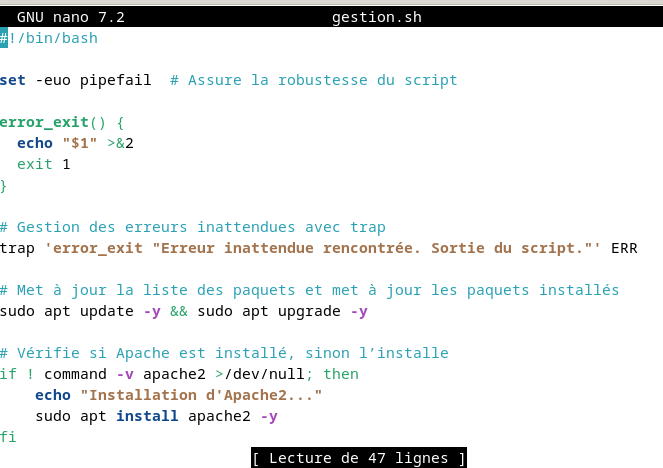 GNU nano 7.2 gestion.sh
#!/bin/bash
set -euo pipefail  # Assure la robustesse du script
error_exit() {
  echo "$1" >&2
  exit 1
}
# Gestion des erreurs inattendues avec trap
trap 'error_exit "Erreur inattendue rencontrée. Sortie du script."' ERR
# Met à jour la liste des paquets et met à jour les paquets installés
sudo apt update -y && sudo apt upgrade -y
# Vérifie si Apache est installé, sinon l’installe
if ! command -v apache2 >/dev/null; then
    echo "Installation d'Apache2..."
    sudo apt install apache2 -y
fi
[ Lecture de 47 lignes ]